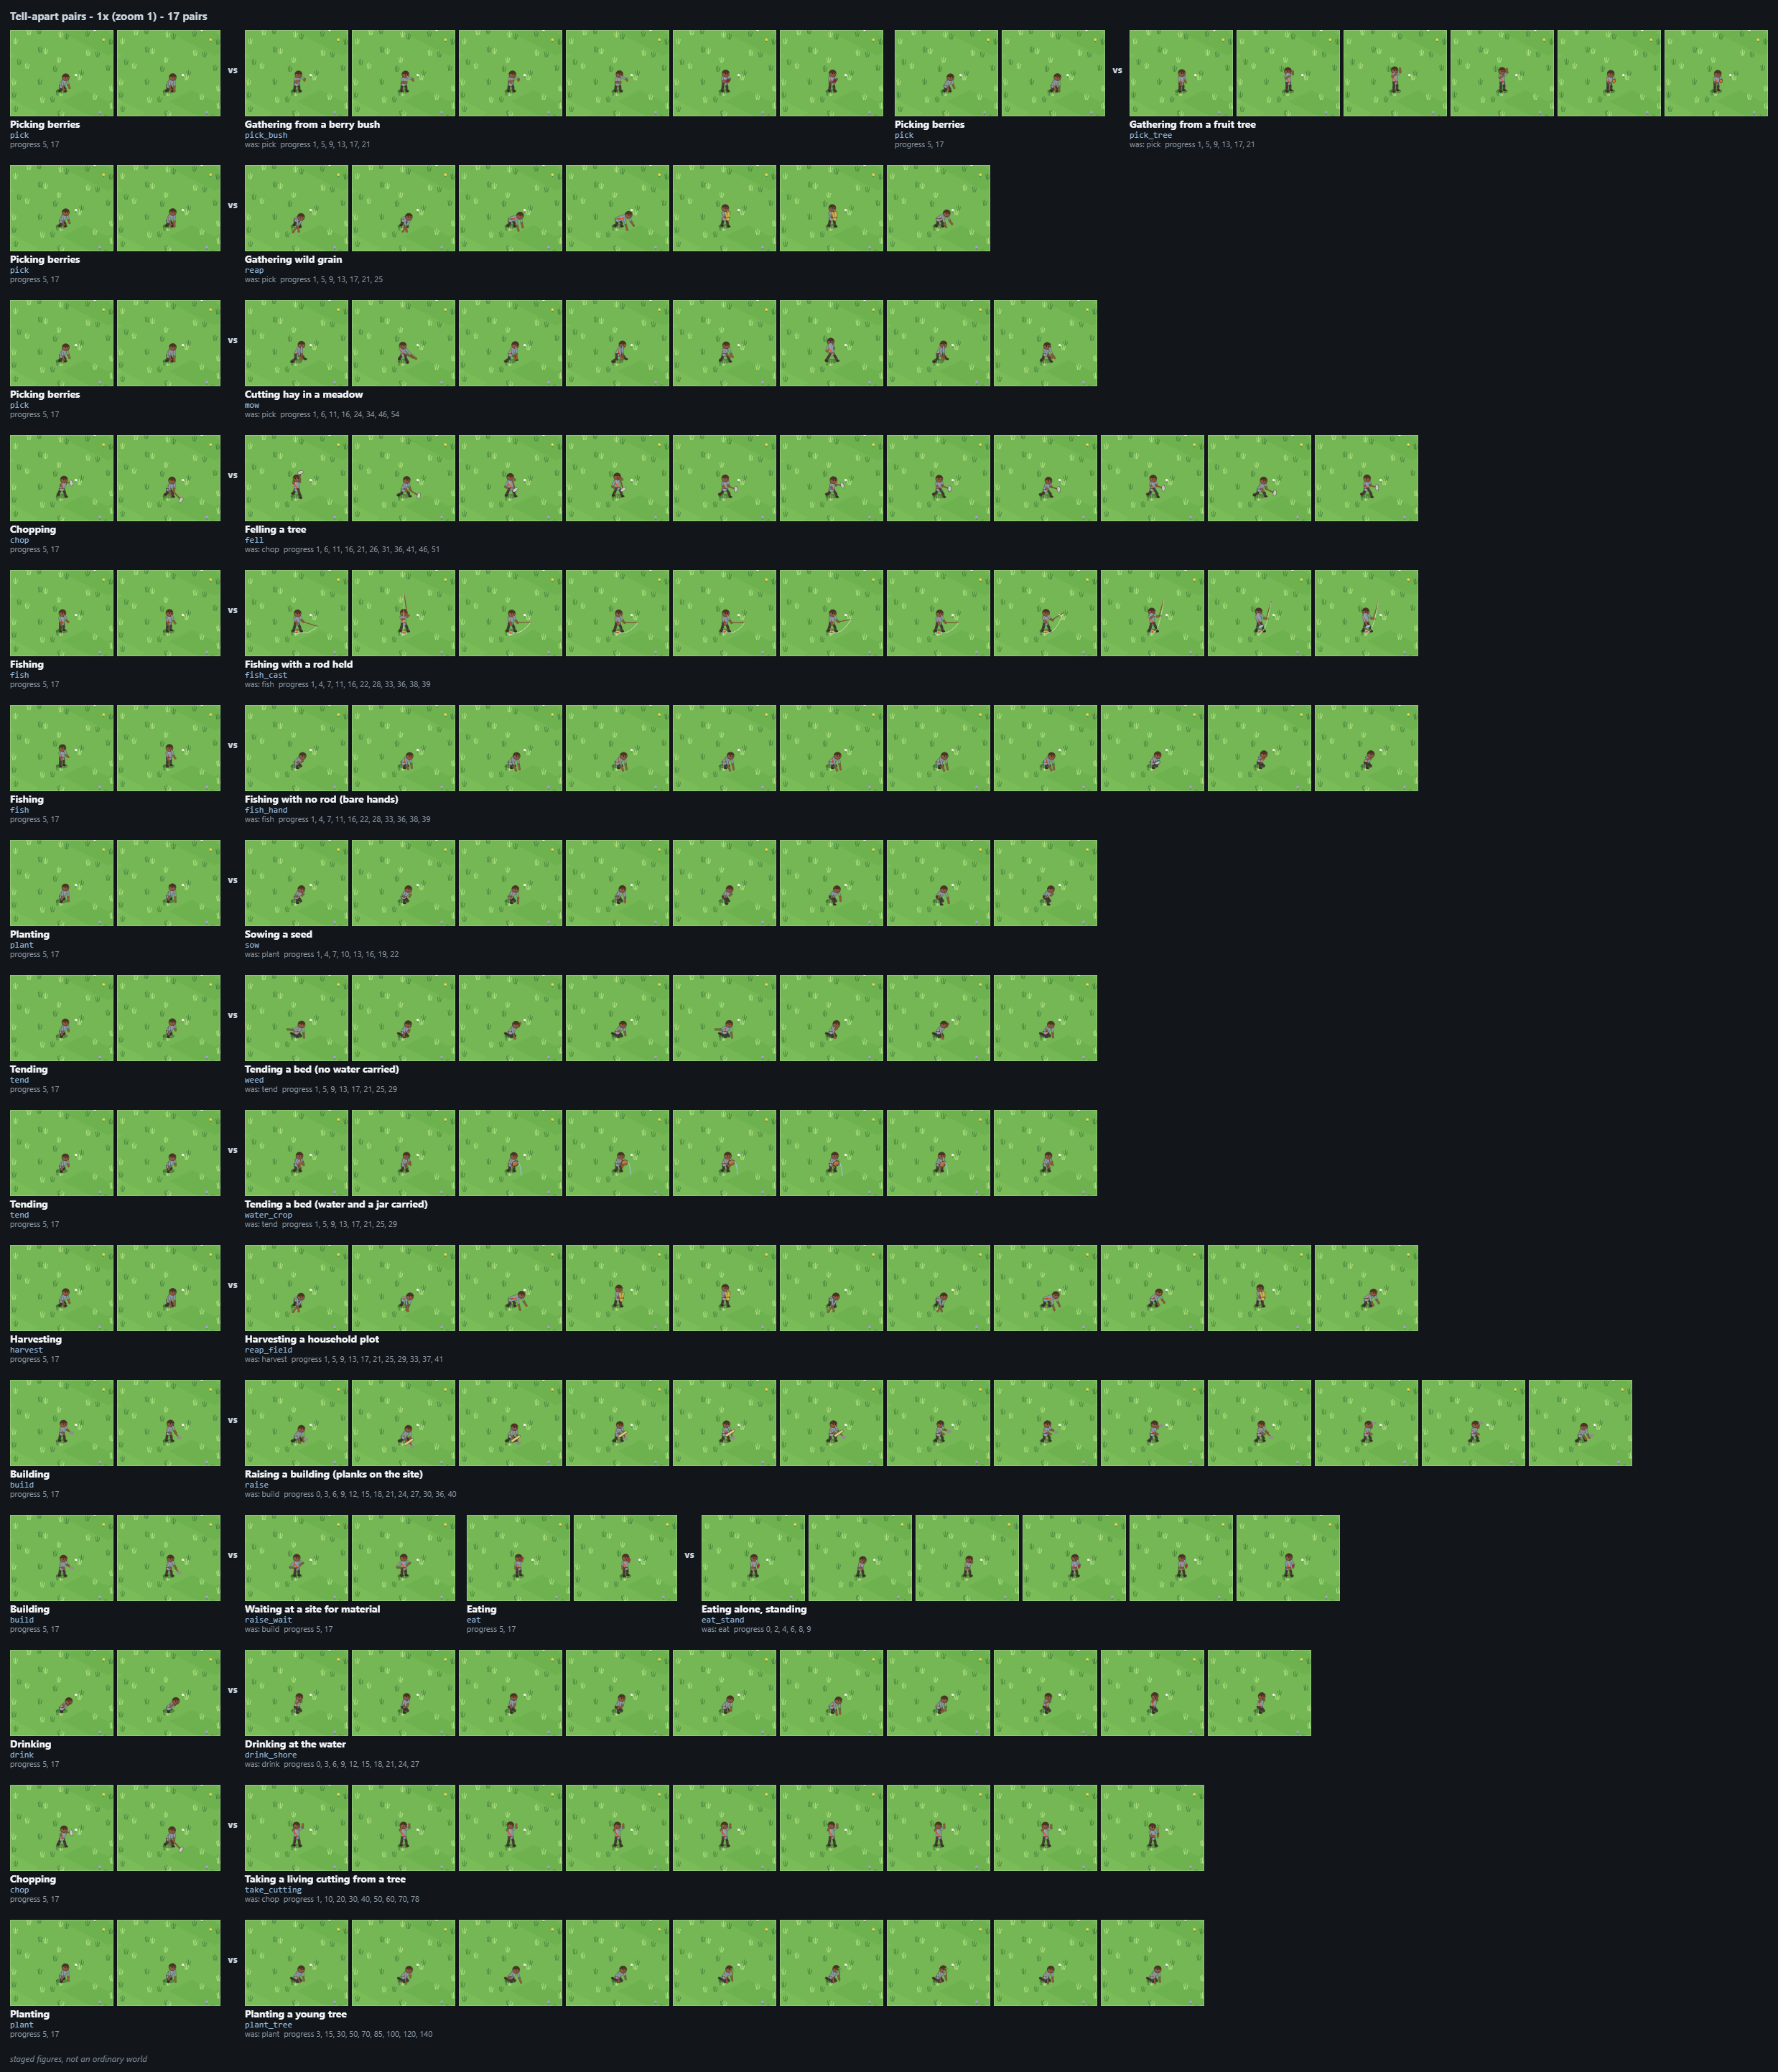 Tell-apart pairs - 1x (zoom 1) - 17 pairs
vs
vs
Picking berries
pick
progress 5, 17
Gathering from a berry bush
pick_bush
was: pick progress 1, 5, 9, 13, 17, 21
Picking berries
pick
progress 5, 17
Gathering from a fruit tree
pick_tree
was: pick progress 1, 5, 9, 13, 17, 21
vs
Picking berries
pick
progress 5, 17
Gathering wild grain
reap
was: pick progress 1, 5, 9, 13, 17, 21, 25
vs
Picking berries
pick
progress 5, 17
Cutting hay in a meadow
mow
was: pick progress 1, 6, 11, 16, 24, 34, 46, 54
vs
Chopping
chop
progress 5, 17
Felling a tree
fell
was: chop progress 1, 6, 11, 16, 21, 26, 31, 36, 41, 46, 51
vs
Fishing
fish
progress 5, 17
Fishing with a rod held
fish_cast
was: fish progress 1, 4, 7, 11, 16, 22, 28, 33, 36, 38, 39
vs
Fishing
fish
progress 5, 17
Fishing with no rod (bare hands)
fish_hand
was: fish progress 1, 4, 7, 11, 16, 22, 28, 33, 36, 38, 39
vs
Planting
plant
progress 5, 17
Sowing a seed
sow
was: plant progress 1, 4, 7, 10, 13, 16, 19, 22
vs
Tending
tend
progress 5, 17
Tending a bed (no water carried)
weed
was: tend progress 1, 5, 9, 13, 17, 21, 25, 29
vs
Tending
tend
progress 5, 17
Tending a bed (water and a jar carried)
water_crop
was: tend progress 1, 5, 9, 13, 17, 21, 25, 29
vs
Harvesting
harvest
progress 5, 17
Harvesting a household plot
reap_field
was: harvest progress 1, 5, 9, 13, 17, 21, 25, 29, 33, 37, 41
vs
Building
build
progress 5, 17
Raising a building (planks on the site)
raise
was: build progress 0, 3, 6, 9, 12, 15, 18, 21, 24, 27, 30, 36, 40
vs
vs
Building
build
progress 5, 17
Waiting at a site for material
raise_wait
was: build progress 5, 17
Eating
eat
progress 5, 17
Eating alone, standing
eat_stand
was: eat progress 0, 2, 4, 6, 8, 9
vs
Drinking
drink
progress 5, 17
Drinking at the water
drink_shore
was: drink progress 0, 3, 6, 9, 12, 15, 18, 21, 24, 27
vs
Chopping
chop
progress 5, 17
Taking a living cutting from a tree
take_cutting
was: chop progress 1, 10, 20, 30, 40, 50, 60, 70, 78
vs
Planting
plant
progress 5, 17
Planting a young tree
plant_tree
was: plant progress 3, 15, 30, 50, 70, 85, 100, 120, 140
staged figures, not an ordinary world